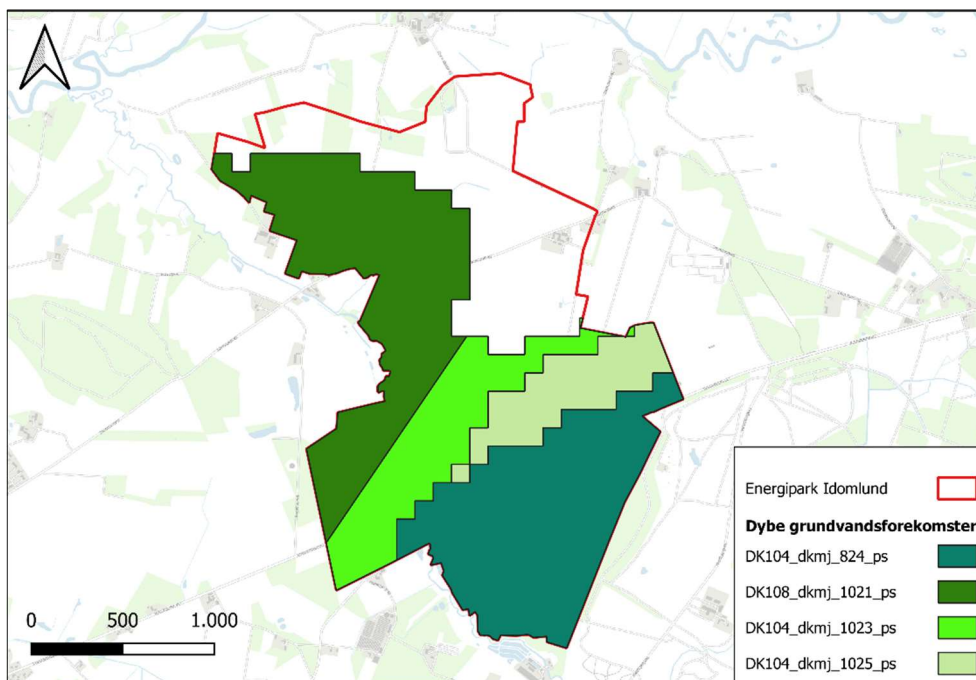 Energipark Idomlund
Dybe grundvandsforekomster
DK104_dkmj_824_ps
DK108_dkmj_1021_ps
DK104_dkmj_1023_ps
DK104_dkmj_1025_ps
0 500 1.000